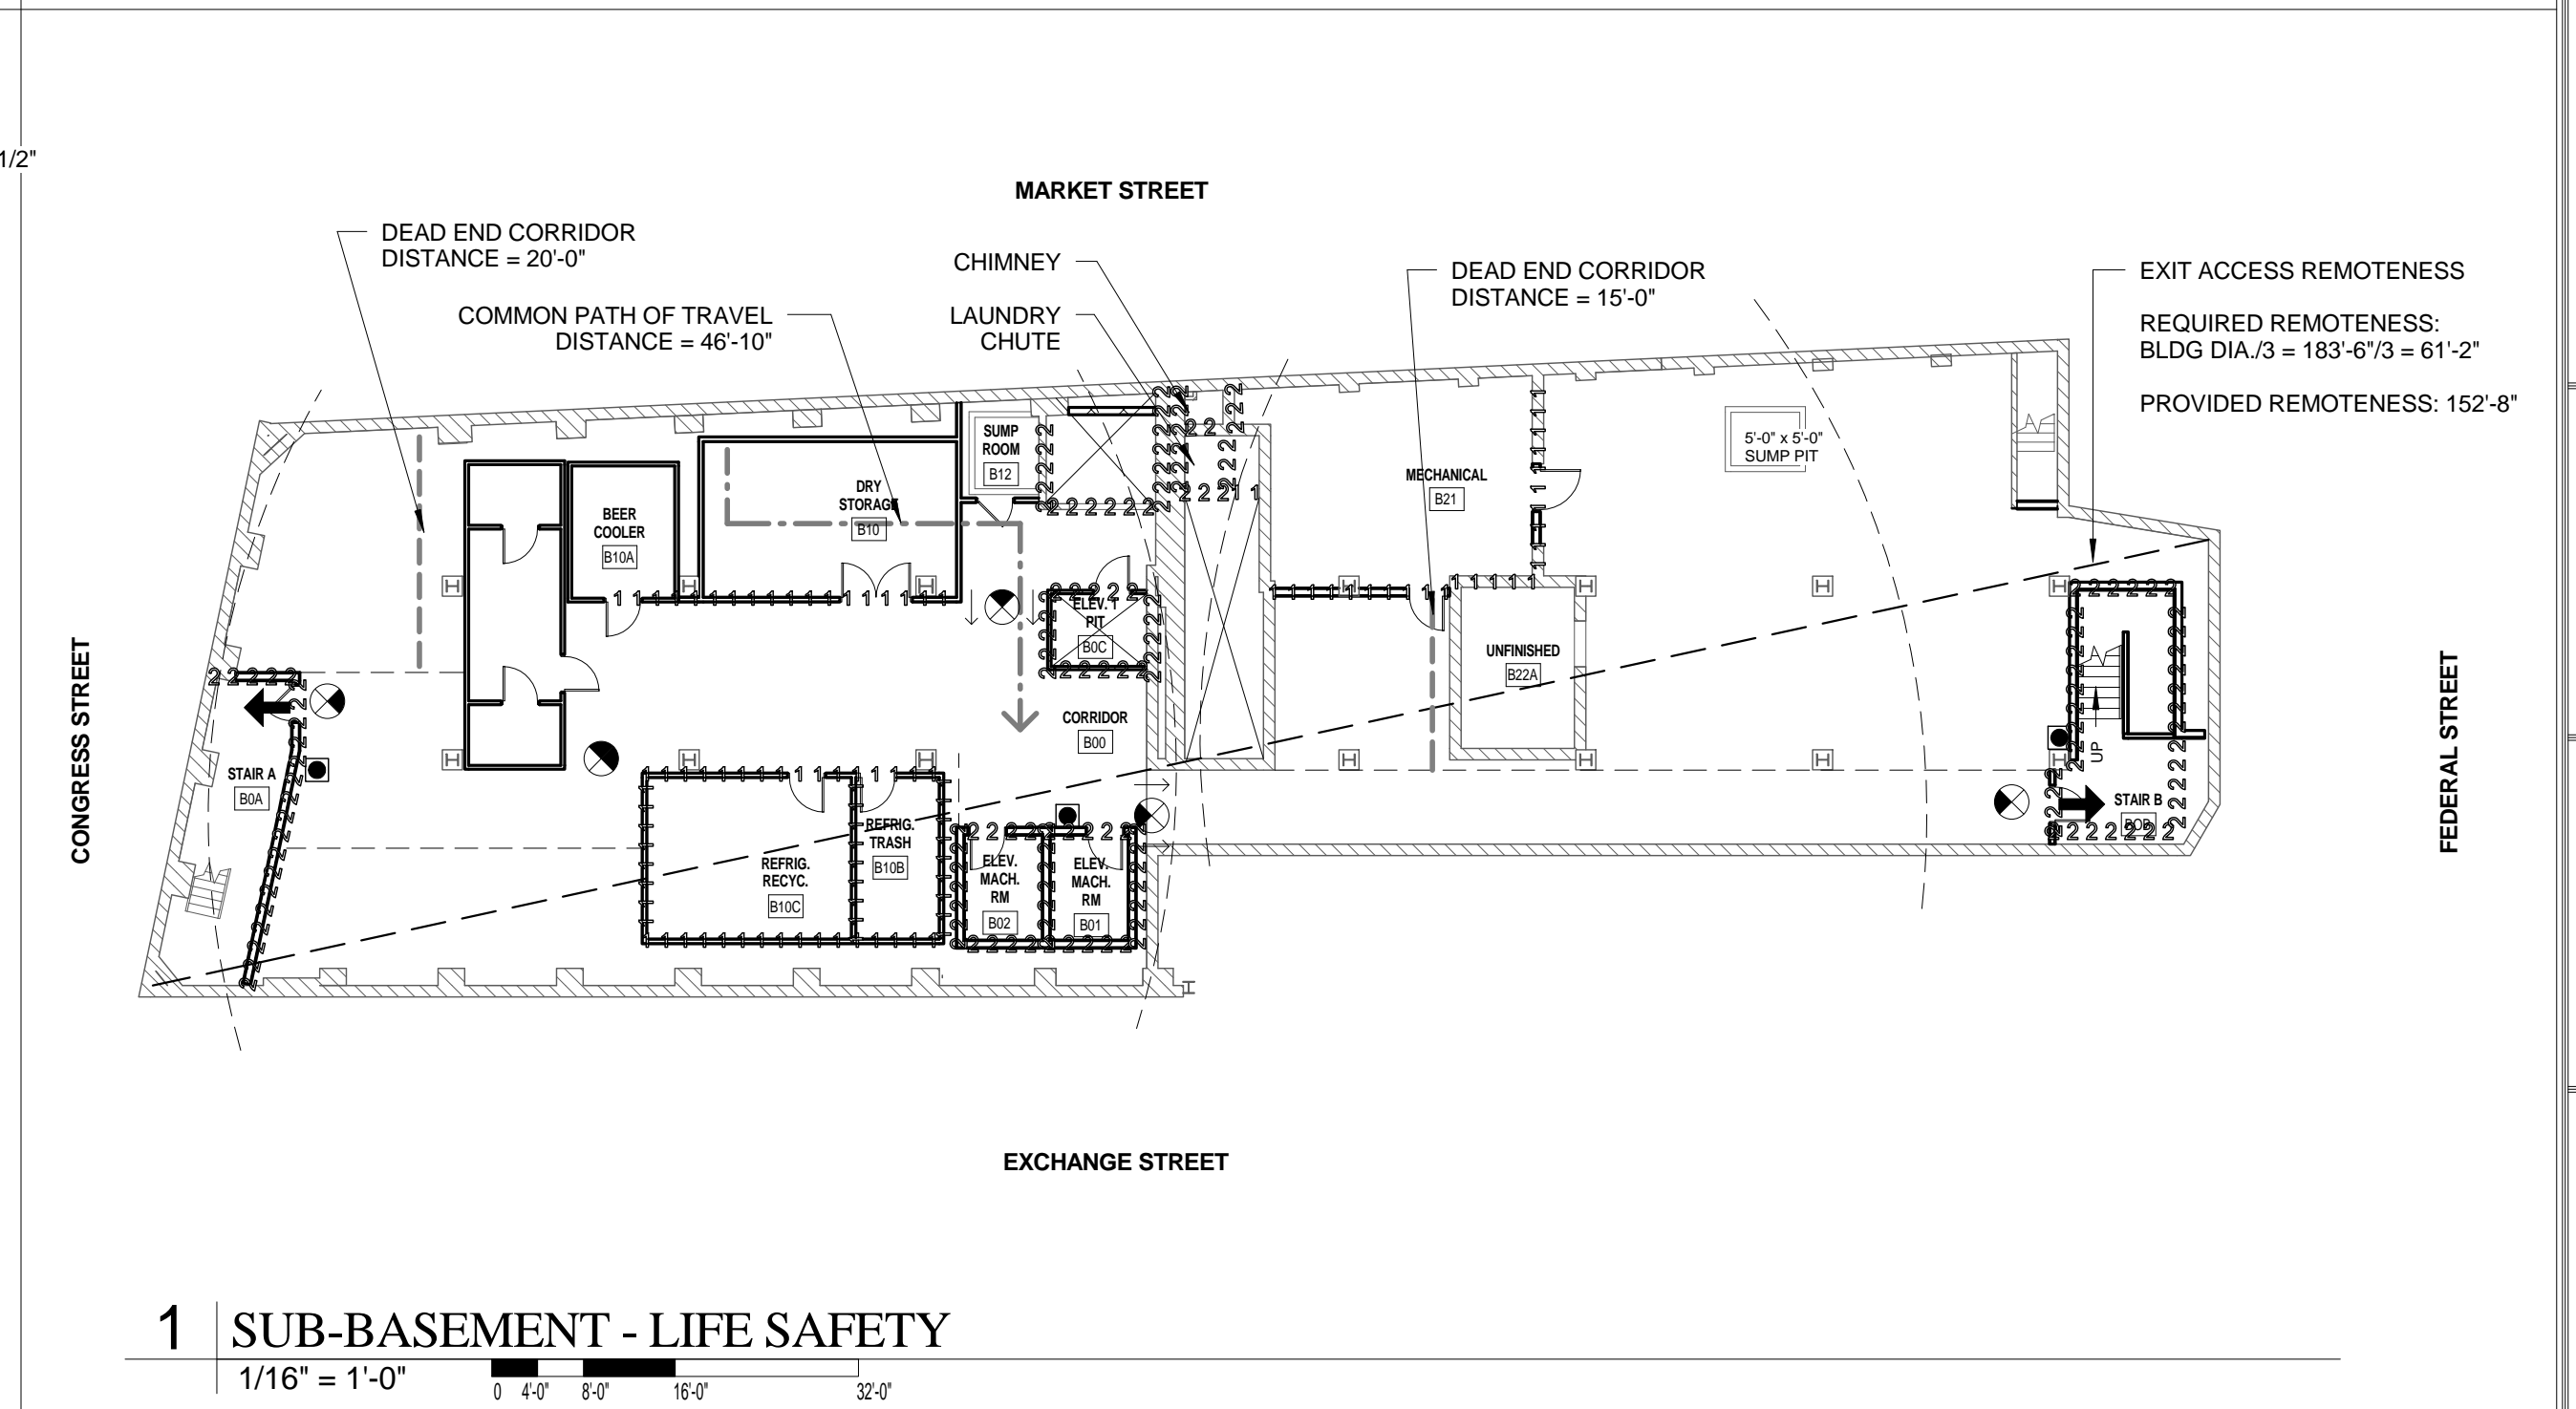 1/2"
MARKET STREET
DEAD END CORRIDOR
DISTANCE = 20'-0"
COMMON PATH OF TRAVEL
DISTANCE = 46'-10"
CHIMNEY
LAUNDRY
CHUTE
DEAD END CORRIDOR
DISTANCE = 15'-0"
EXIT ACCESS REMOTENESS
REQUIRED REMOTENESS:
BLDG DIA./3 = 183'-6"/3 = 61'-2"
PROVIDED REMOTENESS: 152'-8"
SUMP
ROOM
B12
DRY
STORAGE
B10
BEER
COOLER
B10A
MECHANICAL
B21
5'-0" x 5'-0"
SUMP PIT
ELEV. 1
PIT
B0C
UNFINISHED
B22A
CORRIDOR
B00
STAIR A
B0A
REFRIG.
TRASH
B10B
REFRIG.
RECYC.
B10C
ELEV.
MACH.
RM
B02
ELEV.
MACH.
RM
B01
UP
STAIR B
B0B
CONGRESS STREET
FEDERAL STREET
EXCHANGE STREET
1
SUB-BASEMENT - LIFE SAFETY
1/16" = 1'-0"
0 4'-0" 8'-0" 16'-0" 32'-0"